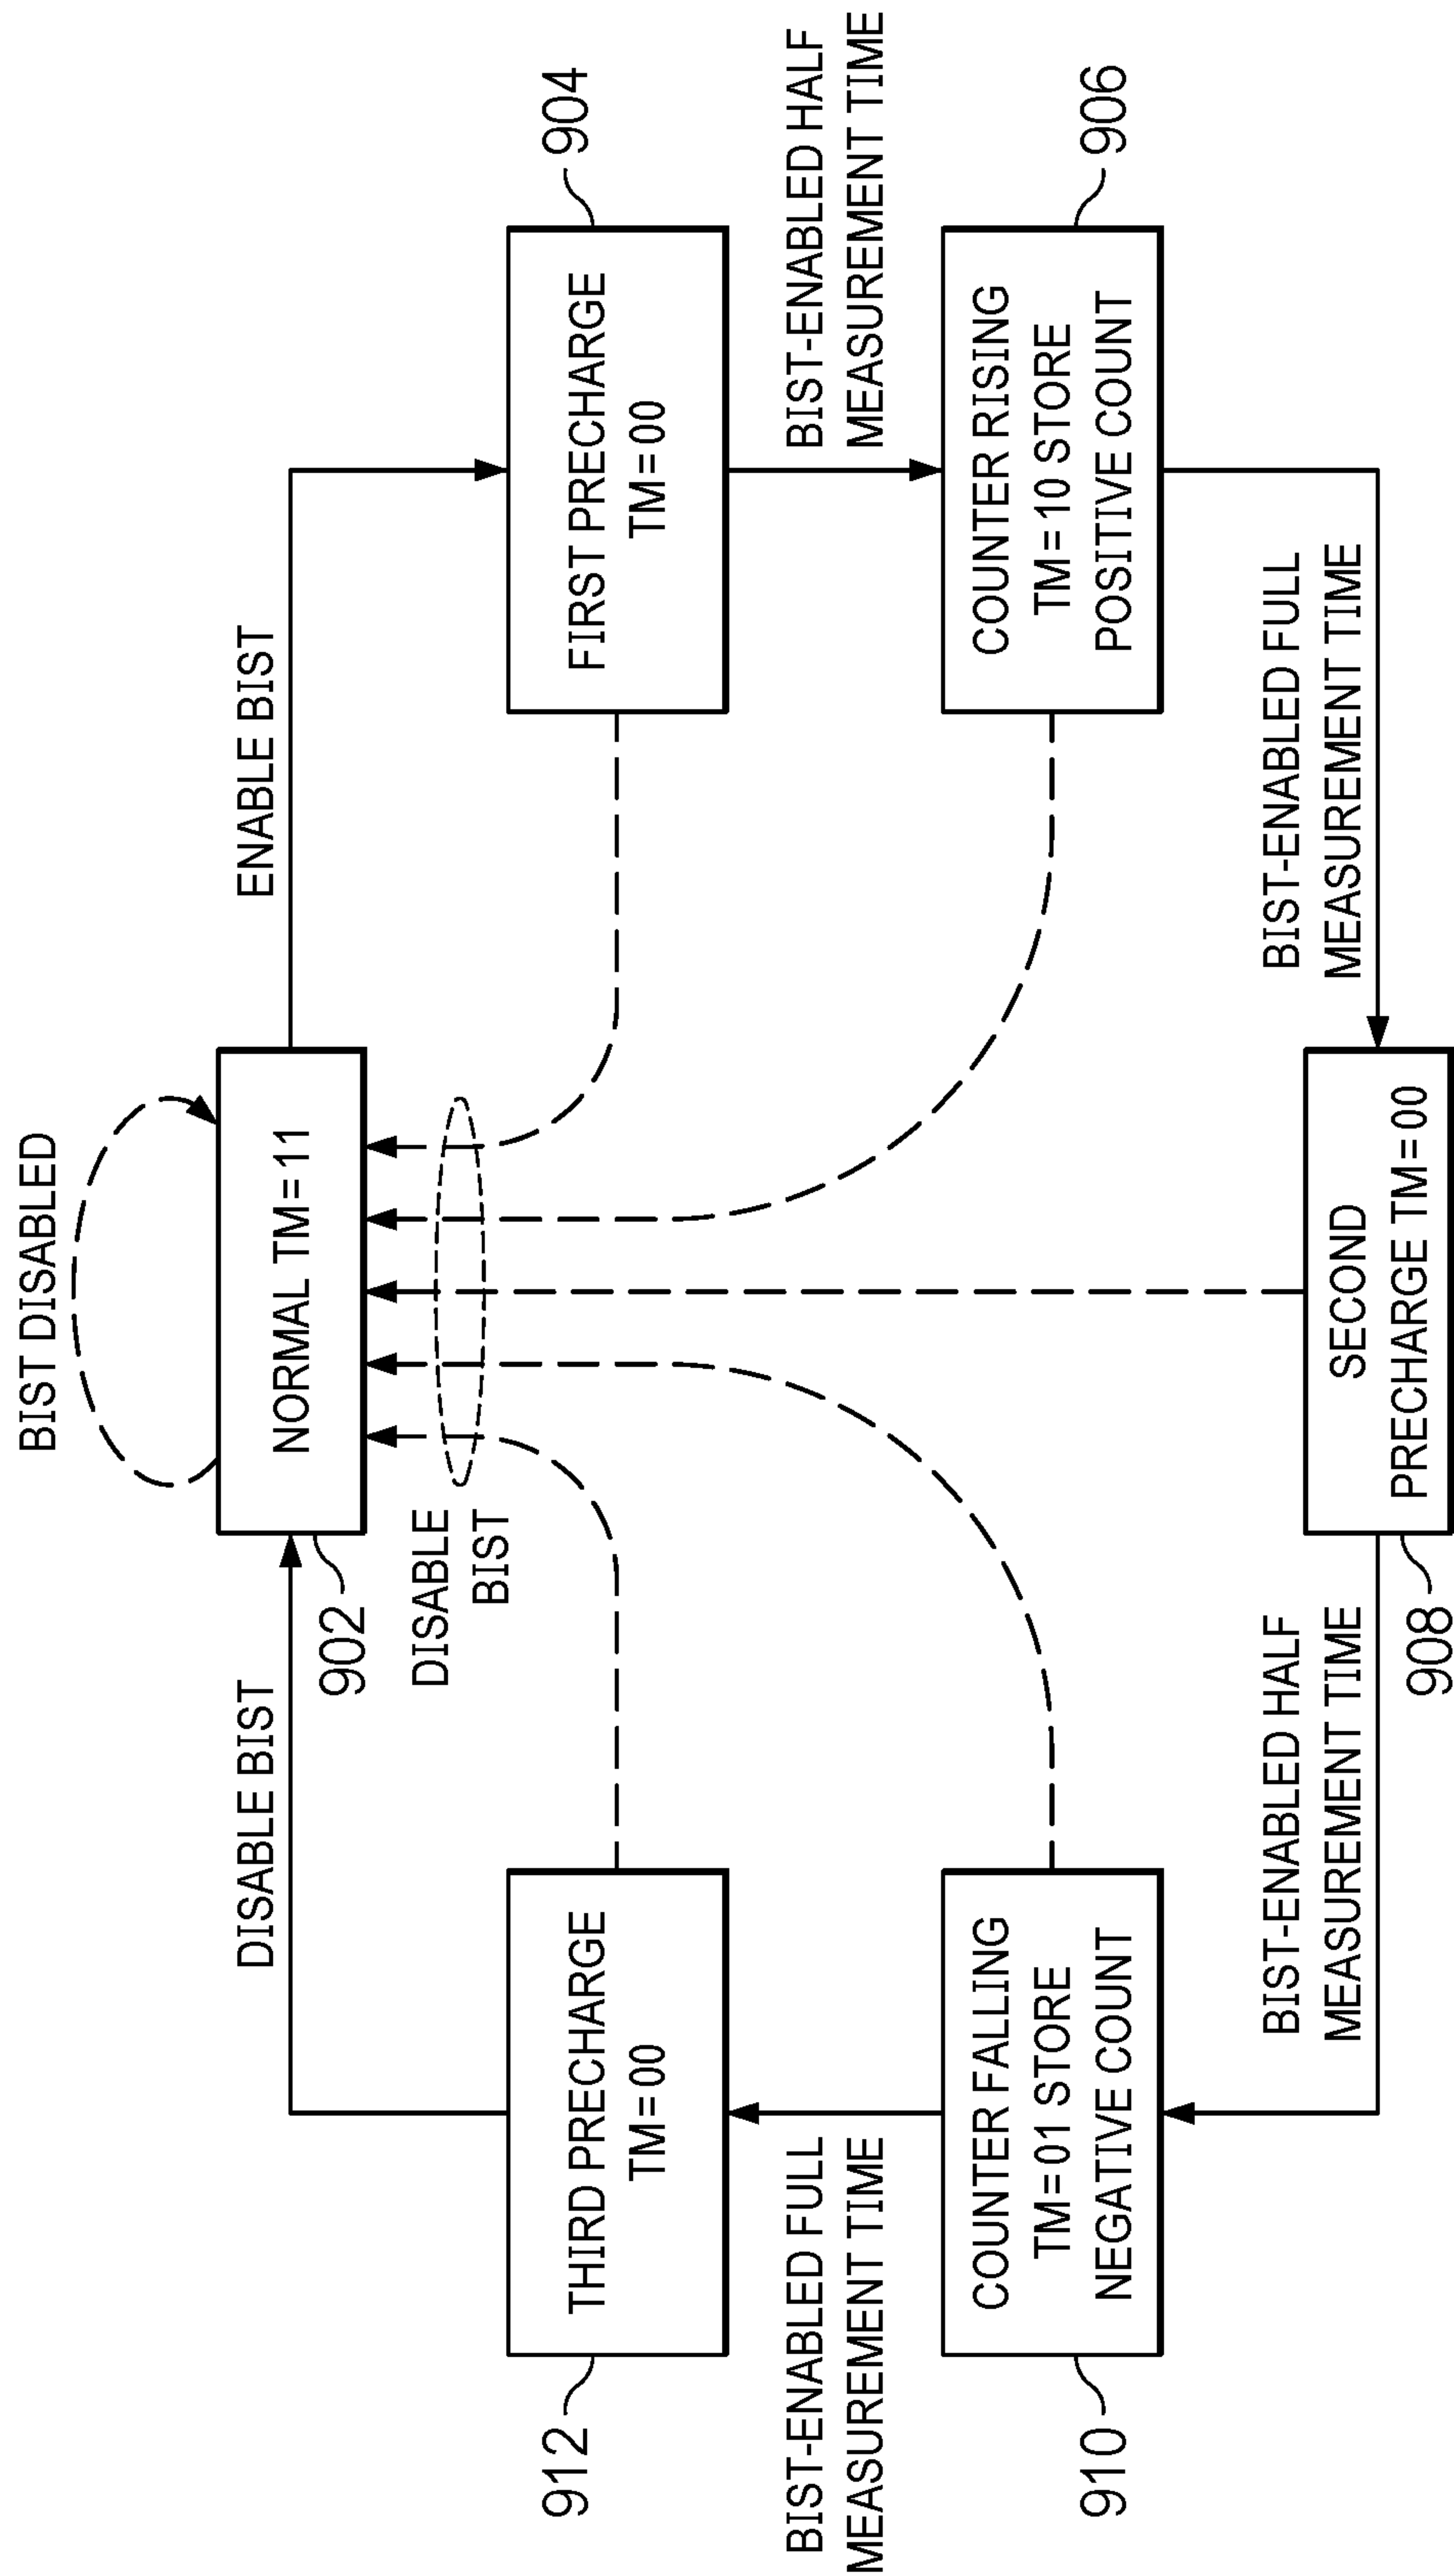 BIST DISABLED
DISABLE BIST
ENABLE BIST
NORMAL TM=11
902
DISABLE
BIST
912
THIRD PRECHARGE
TM=00
FIRST PRECHARGE
TM=00
904
BIST-ENABLED FULL
MEASUREMENT TIME
BIST-ENABLED HALF
MEASUREMENT TIME
910
COUNTER FALLING
TM=01 STORE
NEGATIVE COUNT
COUNTER RISING
TM=10 STORE
POSITIVE COUNT
906
BIST-ENABLED HALF
MEASUREMENT TIME
BIST-ENABLED FULL
MEASUREMENT TIME
SECOND
PRECHARGE TM=00
908